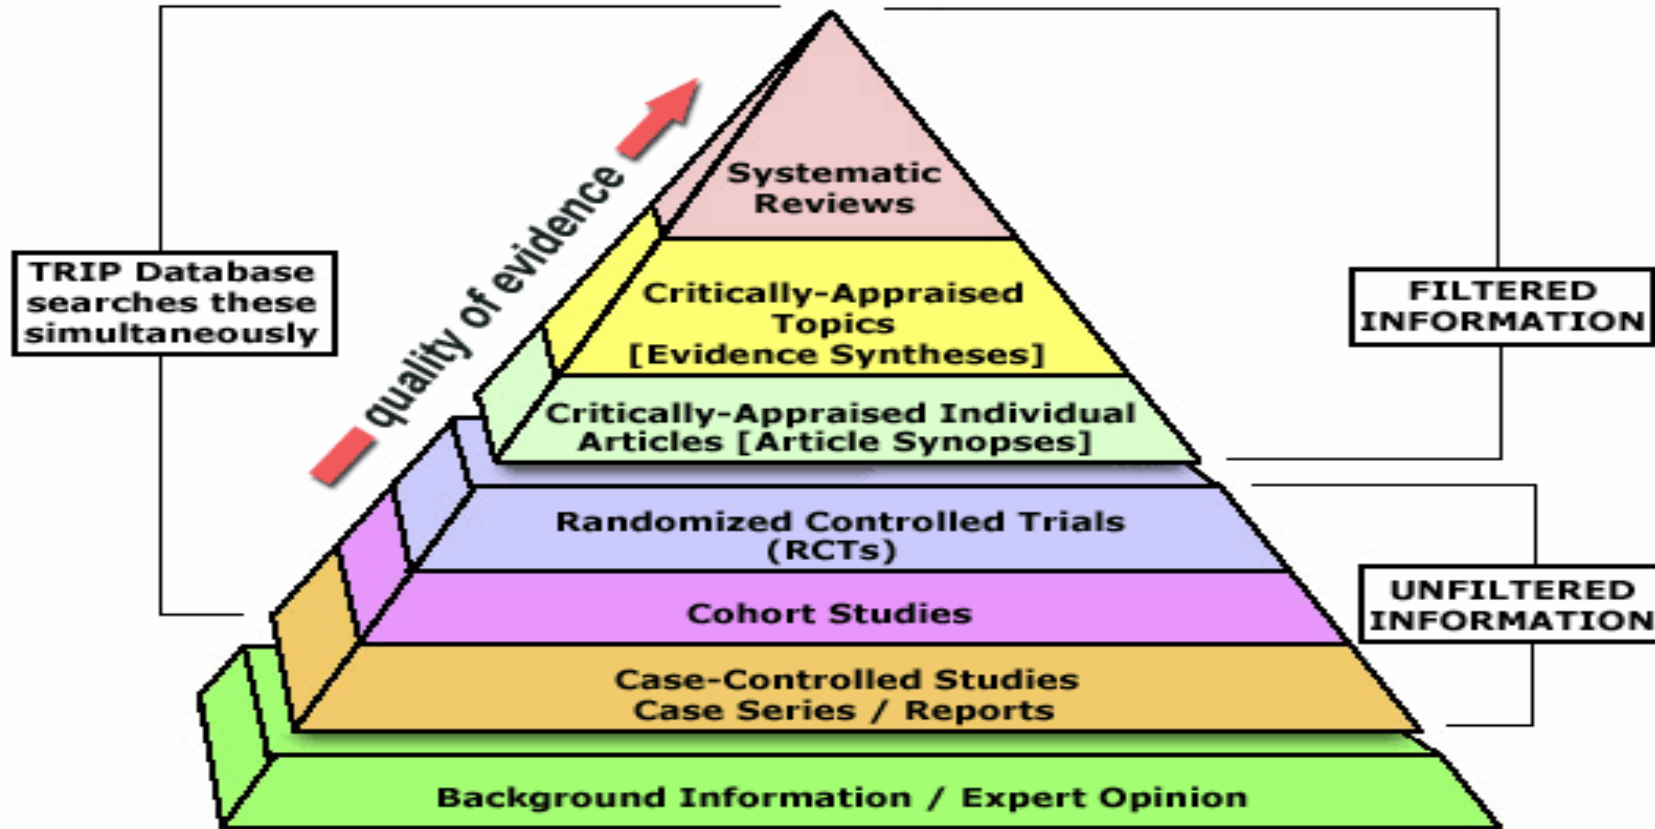 Systematic
Reviews
quality of evidence
TRIP Database
searches these
simultaneously
Critically-Appraised
Topics
[Evidence Syntheses]
FILTERED
INFORMATION
Critically-Appraised Individual
Articles [Article Synopses]
Randomized Controlled Trials
(RCTs)
Cohort Studies
UNFILTERED
INFORMATION
Case-Controlled Studies
Case Series / Reports
Background Information / Expert Opinion